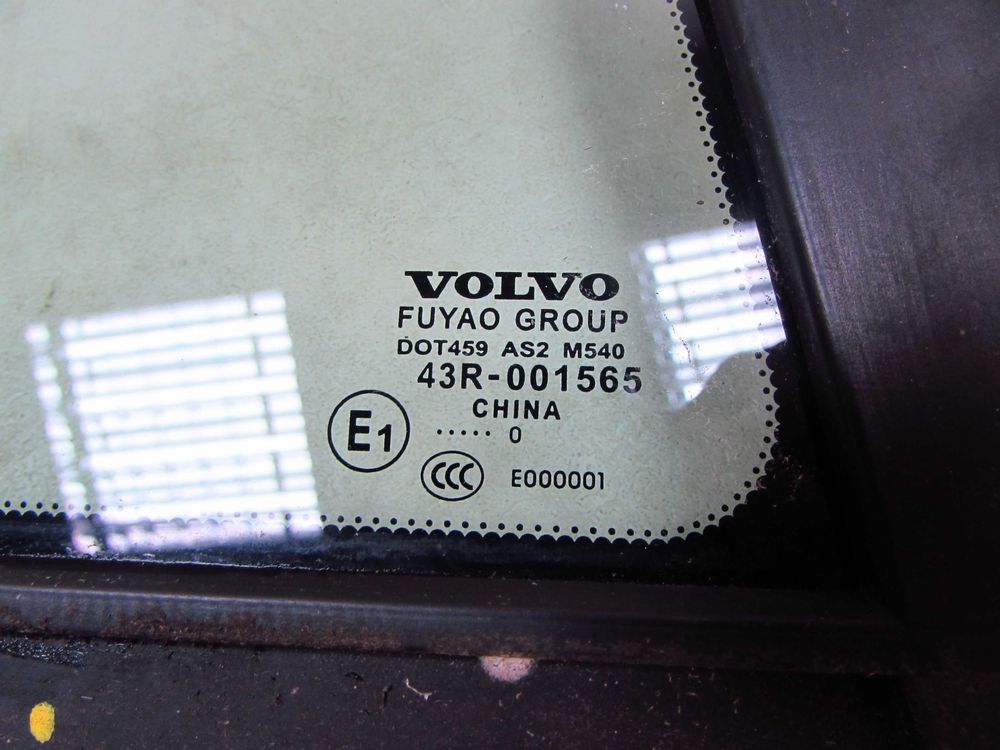 VOLVO
FUYAO GROUP
DOT459 AS2 M540
43R-001565
CHINA
E1 ..... 0
CCC E000001